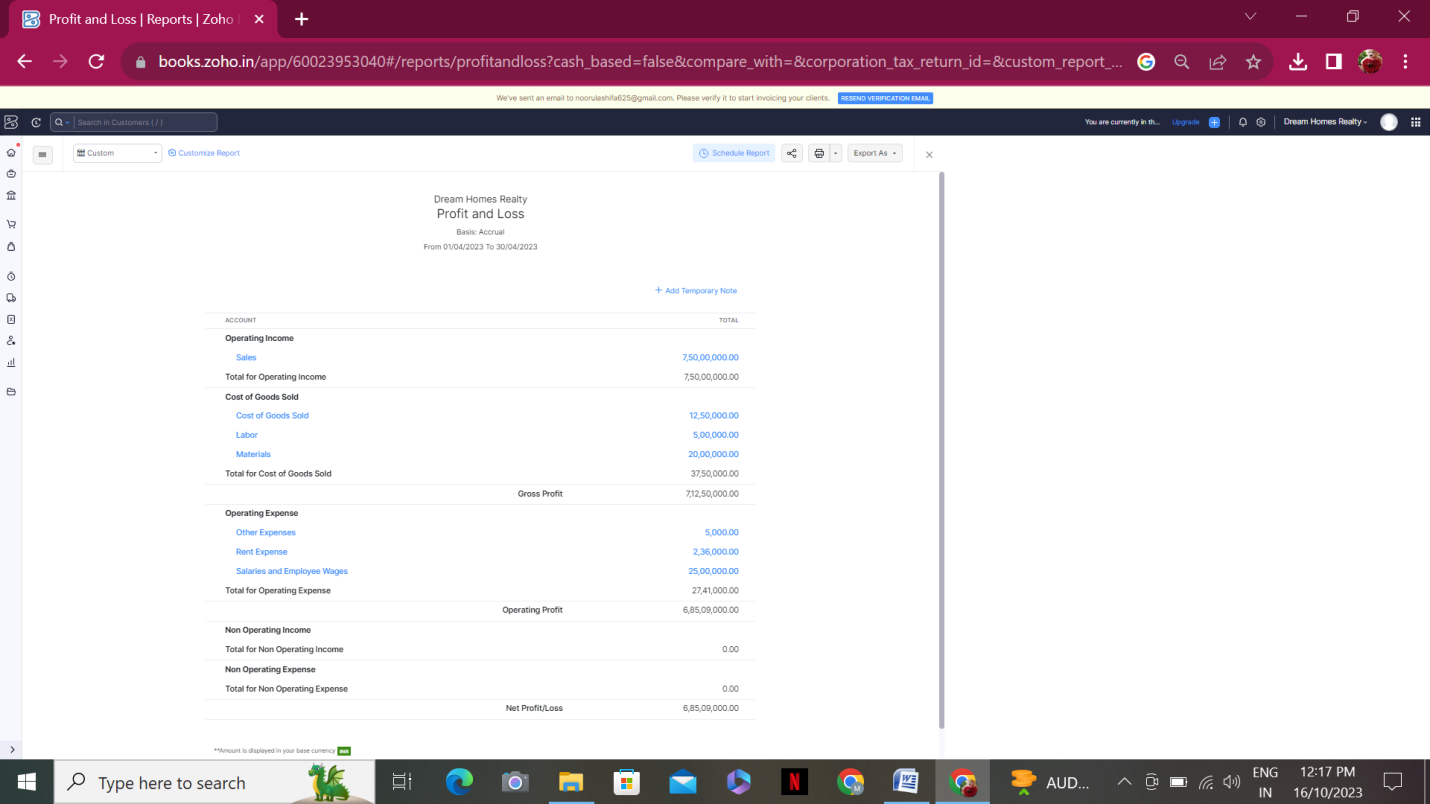 Profit and Loss | Reports | Zoho
books.zoho.in/app/60023953040#/reports/profitandloss?cash_based=false&compare_with=&corporation_tax_return_id=&custom_report_...
We've sent an email to noorulashifa625@gmail.com. Please verify it to start invoicing your clients. RESEND VERIFICATION EMAIL
Search in Customers ( / ) You are currently in th... Upgrade Dream Homes Realty
Custom Customize Report Schedule Report Export As
Dream Homes Realty
Profit and Loss
Basis: Accrual
From 01/04/2023 To 30/04/2023
+ Add Temporary Note
ACCOUNT TOTAL
Operating Income
Sales 7,50,00,000.00
Total for Operating Income 7,50,00,000.00
Cost of Goods Sold
Cost of Goods Sold 12,50,000.00
Labor 5,00,000.00
Materials 20,00,000.00
Total for Cost of Goods Sold 37,50,000.00
Gross Profit 7,12,50,000.00
Operating Expense
Other Expenses 5,000.00
Rent Expense 2,36,000.00
Salaries and Employee Wages 25,00,000.00
Total for Operating Expense 27,41,000.00
Operating Profit 6,85,09,000.00
Non Operating Income
Total for Non Operating Income 0.00
Non Operating Expense
Total for Non Operating Expense 0.00
Net Profit/Loss 6,85,09,000.00
**Amount is displayed in your base currency INR
Type here to search AUD... ENG 12:17 PM
IN 16/10/2023